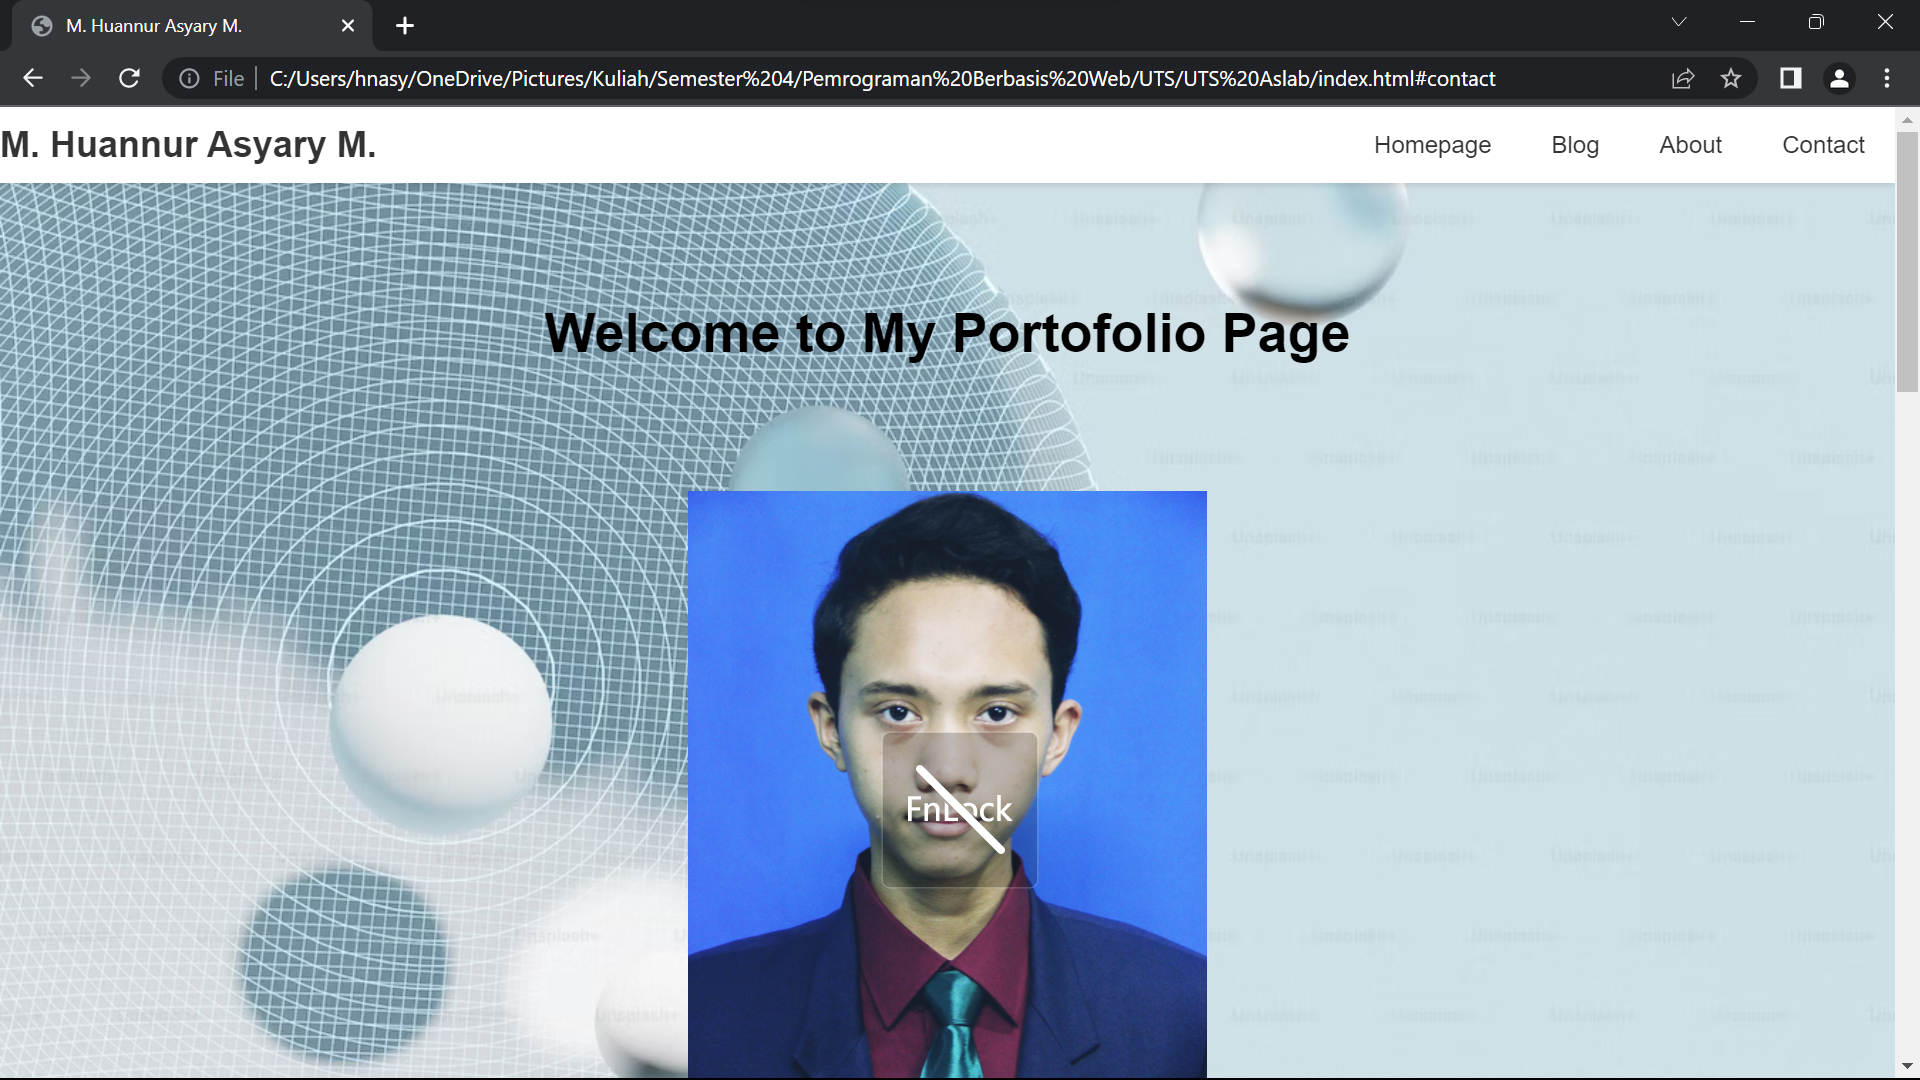 M. Huannur Asyary M.
File C:/Users/hnasy/OneDrive/Pictures/Kuliah/Semester%204/Pemrograman%20Berbasis%20Web/UTS/UTS%20Aslab/index.html#contact
M. Huannur Asyary M. Homepage Blog About Contact
Welcome to My Portofolio Page
FnLock